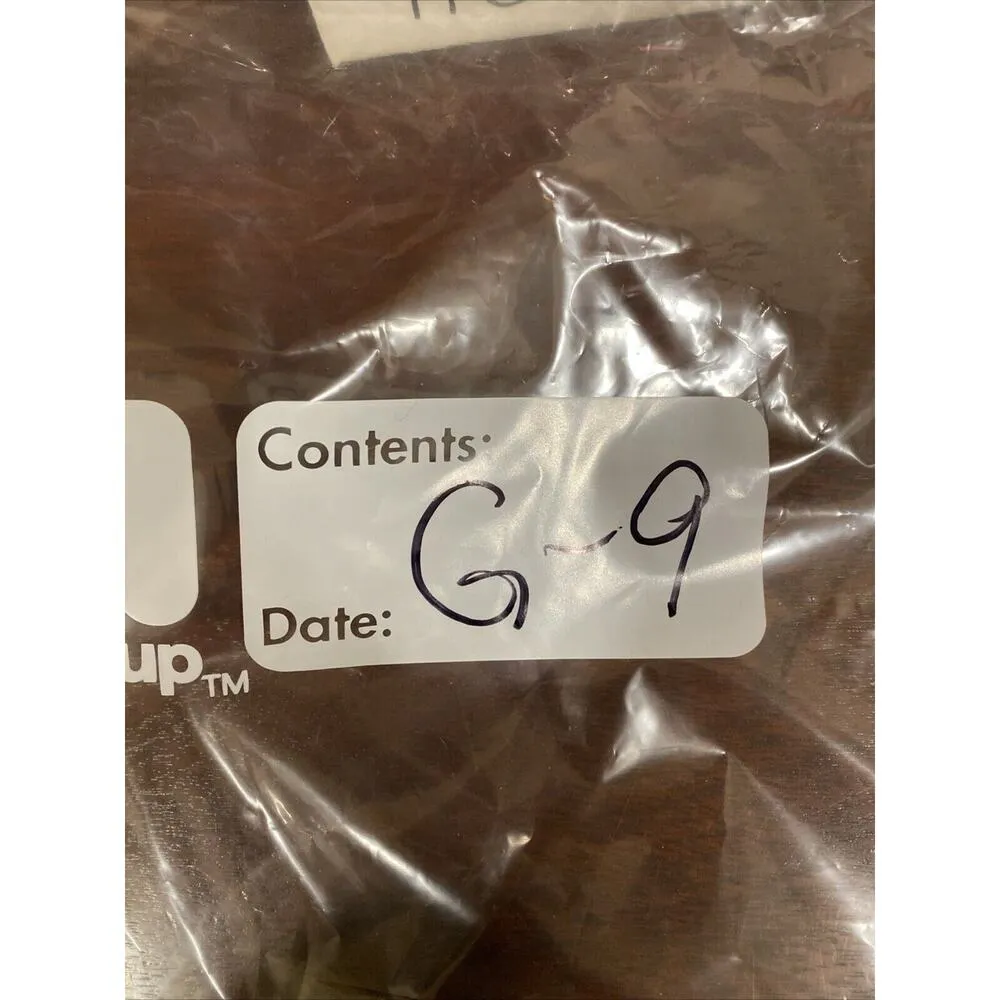 Contents:
G-9
Date:
up™